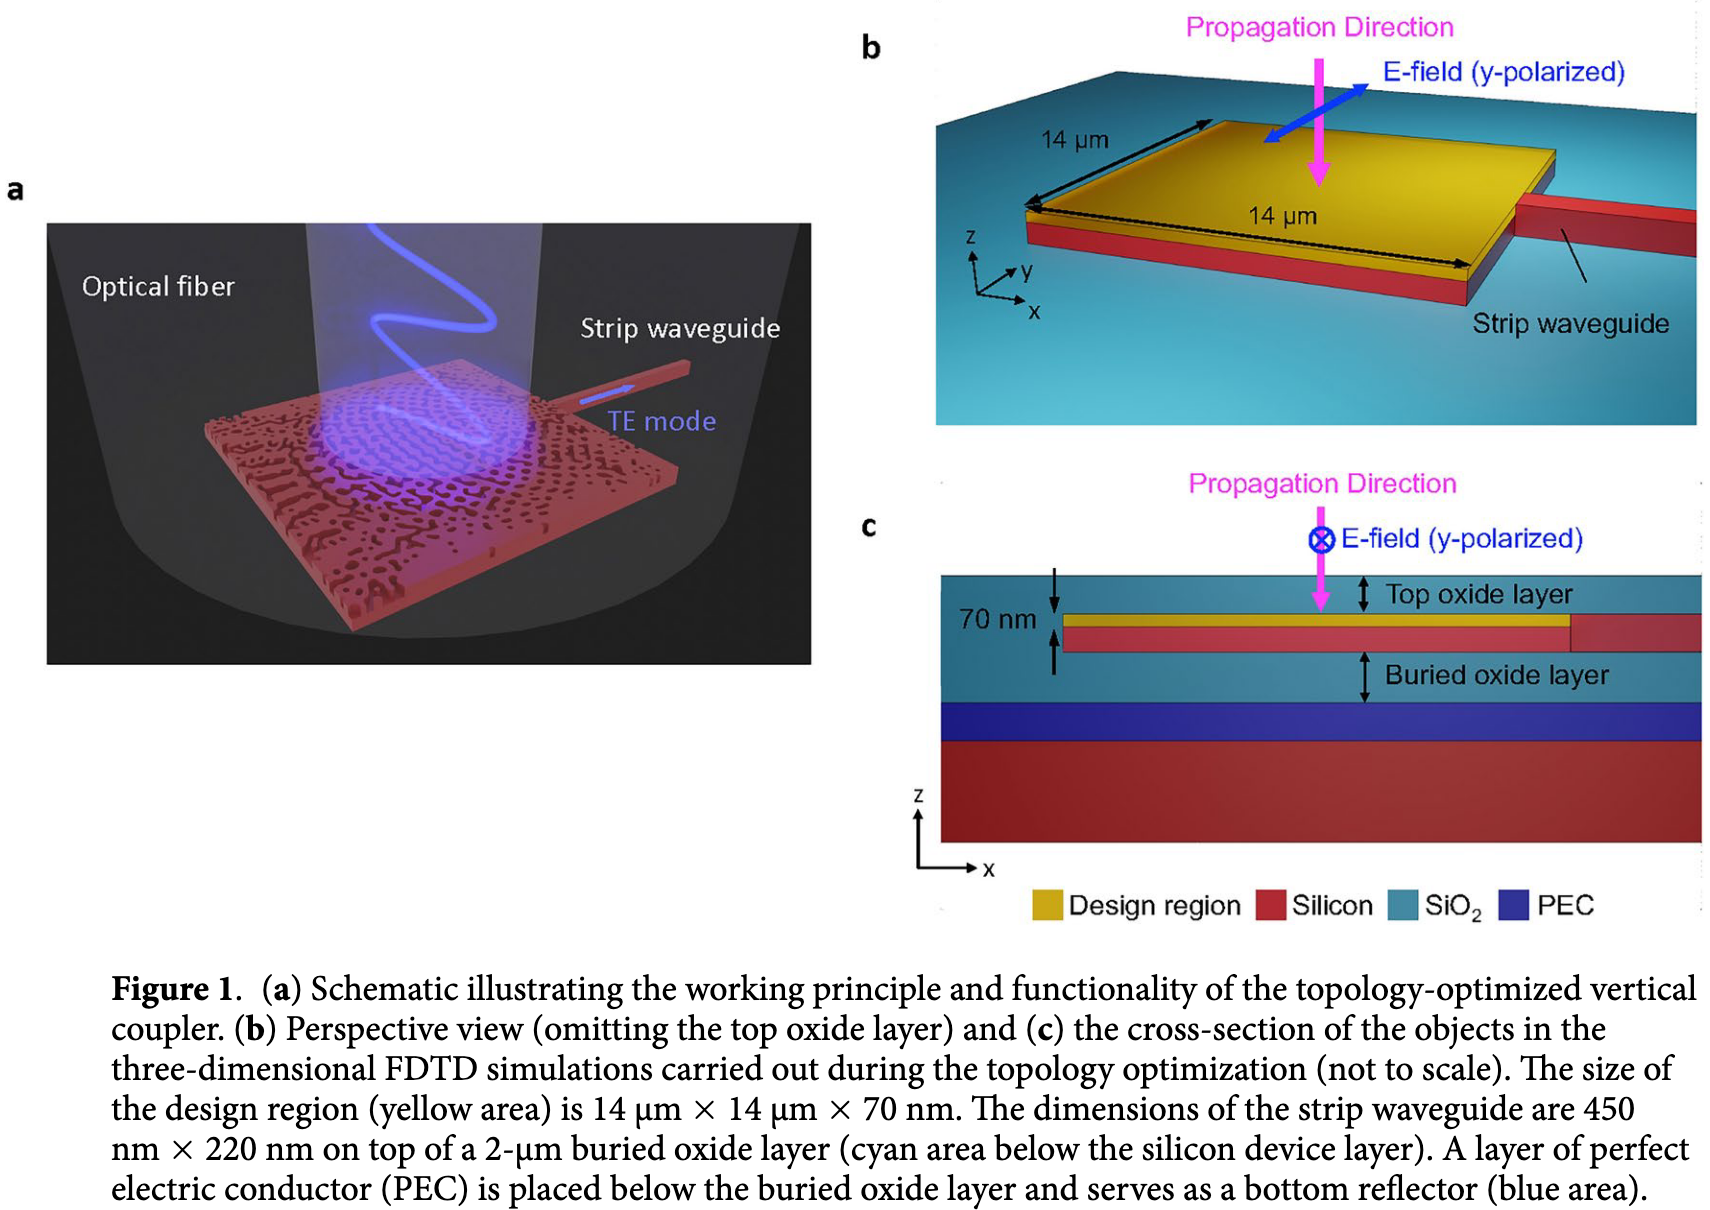 a
Optical fiber
Strip waveguide
TE mode
b
Propagation Direction
E-field (y-polarized)
14 µm
14 µm
z
y
x
Strip waveguide
c
Propagation Direction
E-field (y-polarized)
Top oxide layer
70 nm
Buried oxide layer
z
x
Design region Silicon SiO₂ PEC
Figure 1. (a) Schematic illustrating the working principle and functionality of the topology-optimized vertical
coupler. (b) Perspective view (omitting the top oxide layer) and (c) the cross-section of the objects in the
three-dimensional FDTD simulations carried out during the topology optimization (not to scale). The size of
the design region (yellow area) is 14 µm × 14 µm × 70 nm. The dimensions of the strip waveguide are 450
nm × 220 nm on top of a 2-µm buried oxide layer (cyan area below the silicon device layer). A layer of perfect
electric conductor (PEC) is placed below the buried oxide layer and serves as a bottom reflector (blue area).